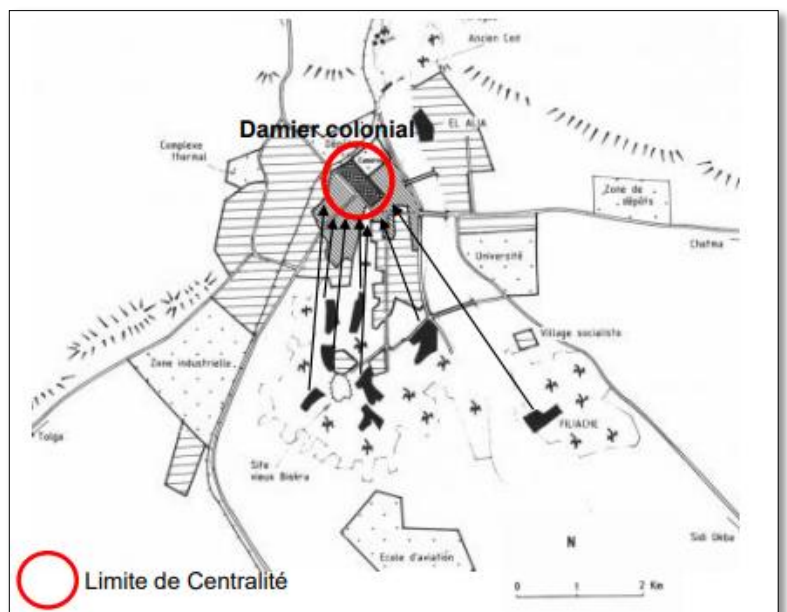 Ancien Ced
EL ALIA
Damier colonial
Complexe
thermal
Zone de
dépôts
Chetma
Université
Village socialiste
Zone industrielle
FILIACHE
Tolga
Site
vieux Biskra
Sidi Okba
Ecole d'aviation
N
0 1 2 Km
Limite de Centralité